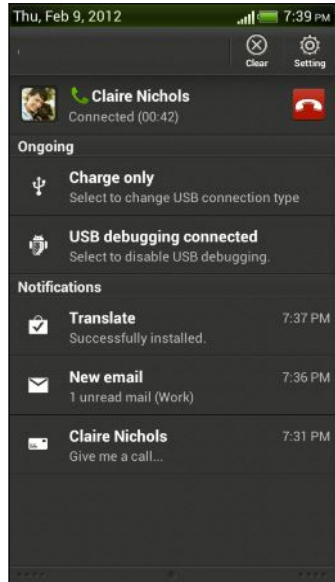 Thu, Feb 9, 2012 7:39 PM
Clear Setting
Claire Nichols
Connected (00:42)
Ongoing
Charge only
Select to change USB connection type
USB debugging connected
Select to disable USB debugging.
Notifications
Translate 7:37 PM
Successfully installed.
New email 7:36 PM
1 unread mail (Work)
Claire Nichols 7:31 PM
Give me a call...